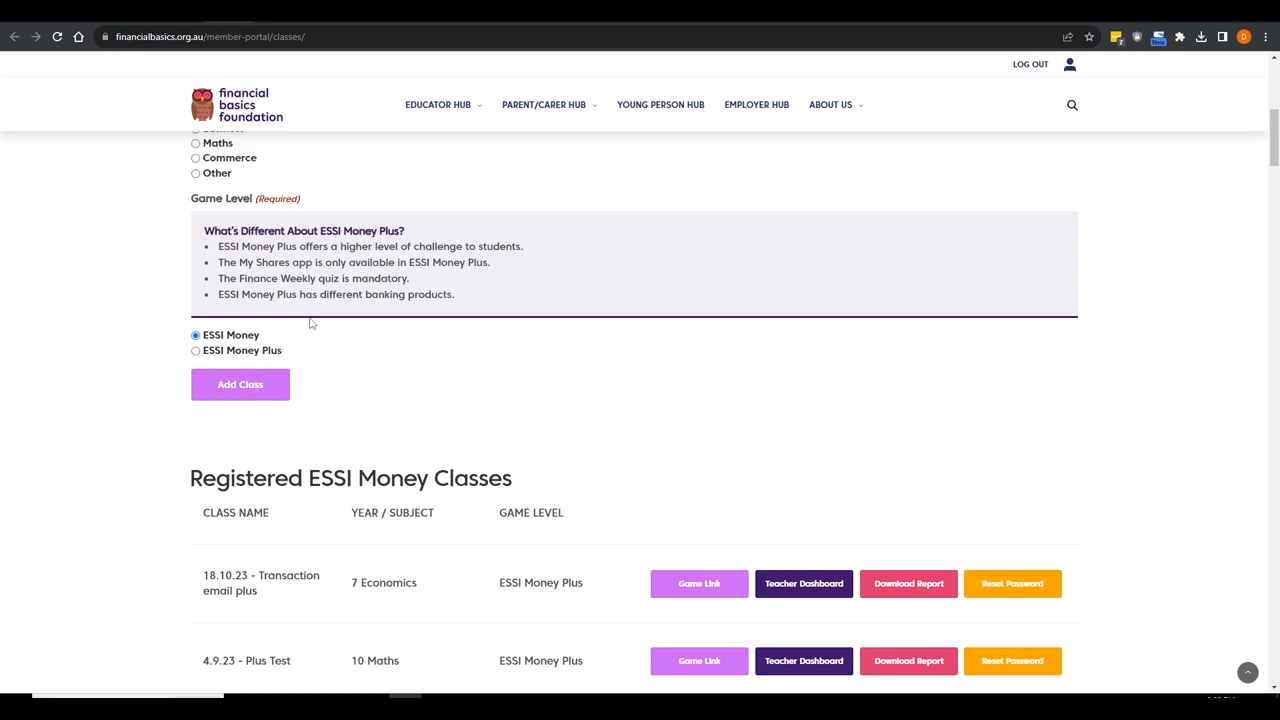 financialbasics.org.au/member-portal/classes/
7
New
D
LOG OUT
financial
basics
foundation
EDUCATOR HUB
PARENT/CARER HUB
YOUNG PERSON HUB
EMPLOYER HUB
ABOUT US
Business
Maths
Commerce
Other
Game Level (Required)
What's Different About ESSI Money Plus?
• ESSI Money Plus offers a higher level of challenge to students.
• The My Shares app is only available in ESSI Money Plus.
• The Finance Weekly quiz is mandatory.
• ESSI Money Plus has different banking products.
ESSI Money
ESSI Money Plus
Add Class
Registered ESSI Money Classes
CLASS NAME YEAR / SUBJECT GAME LEVEL
18.10.23 - Transaction
email plus
7 Economics
ESSI Money Plus
Game Link
Teacher Dashboard
Download Report
Reset Password
4.9.23 - Plus Test
10 Maths
ESSI Money Plus
Game Link
Teacher Dashboard
Download Report
Reset Password